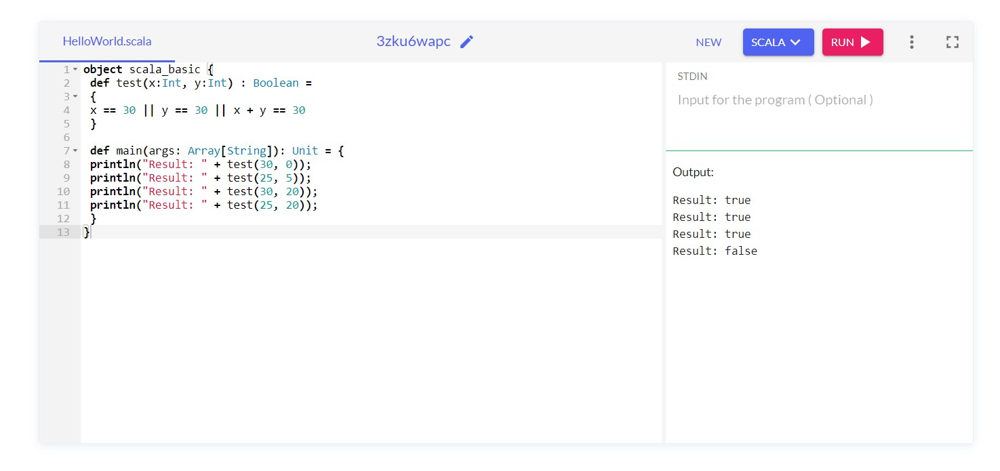 HelloWorld.scala
3zku6wapc
NEW
SCALA
RUN
1 object scala_basic {
2 def test(x:Int, y:Int) : Boolean =
3 {
4 x == 30 || y == 30 || x + y == 30
5 }
6
7 def main(args: Array[String]): Unit = {
8 println("Result: " + test(30, 0));
9 println("Result: " + test(25, 5));
10 println("Result: " + test(30, 20));
11 println("Result: " + test(25, 20));
12 }
13 }
STDIN
Input for the program ( Optional )
Output:
Result: true
Result: true
Result: true
Result: false